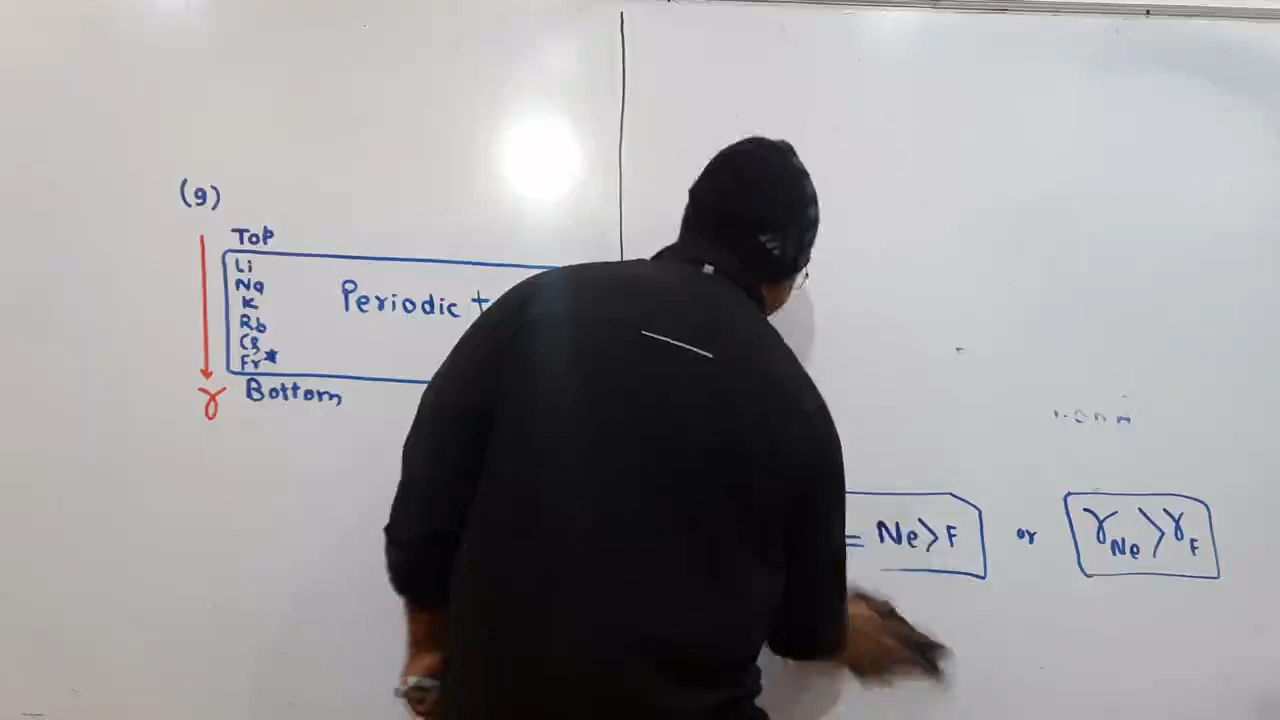 (9)
Top
Li
Na
K
Rb
Cs
Fr*
Periodic t
Bottom
γ
= Ne>F or γNe>γF